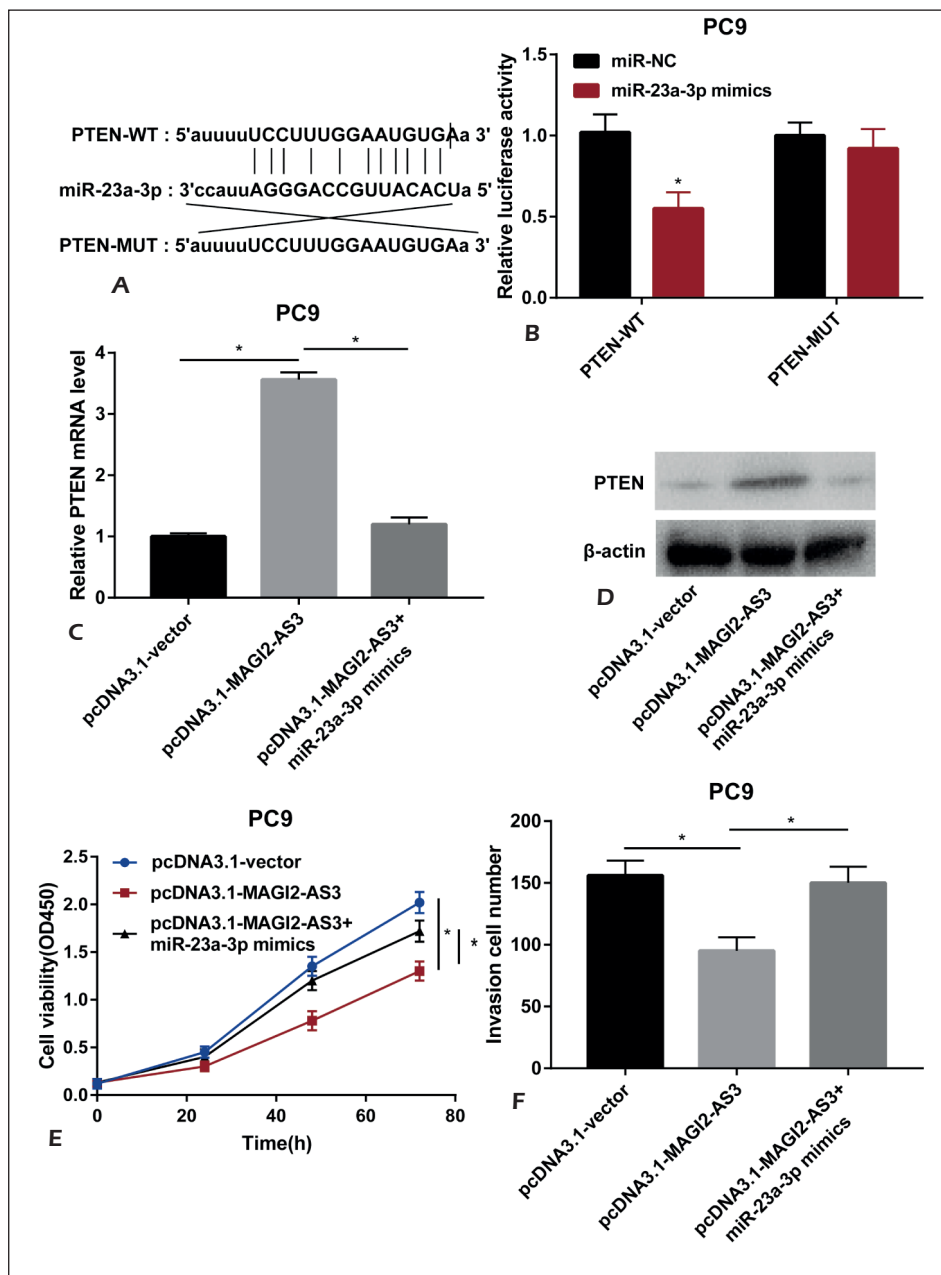 PTEN-WT : 5'auuuuUCCUUUGGAAUGUGAa 3'
miR-23a-3p : 3'ccauuAGGGACCGUUACACUa 5'
PTEN-MUT : 5'auuuuUCCUUUGGAAUGUGAa 3'
A
PC9
miR-NC
miR-23a-3p mimics
Relative luciferase activity
1.5
1.0
0.5
0.0
*
PTEN-WT
PTEN-MUT
B
PC9
Relative PTEN mRNA level
4
3
2
1
0
*
*
pcDNA3.1-vector
pcDNA3.1-MAGI2-AS3
pcDNA3.1-MAGI2-AS3+
miR-23a-3p mimics
C
PTEN
β-actin
D
pcDNA3.1-vector
pcDNA3.1-MAGI2-AS3
pcDNA3.1-MAGI2-AS3+
miR-23a-3p mimics
PC9
pcDNA3.1-vector
pcDNA3.1-MAGI2-AS3
pcDNA3.1-MAGI2-AS3+
miR-23a-3p mimics
Cell viability(OD450)
2.5
2.0
1.5
1.0
0.5
0.0
*
*
0
20
40
60
80
Time(h)
E
PC9
Invasion cell number
200
150
100
50
0
*
*
pcDNA3.1-vector
pcDNA3.1-MAGI2-AS3
pcDNA3.1-MAGI2-AS3+
miR-23a-3p mimics
F